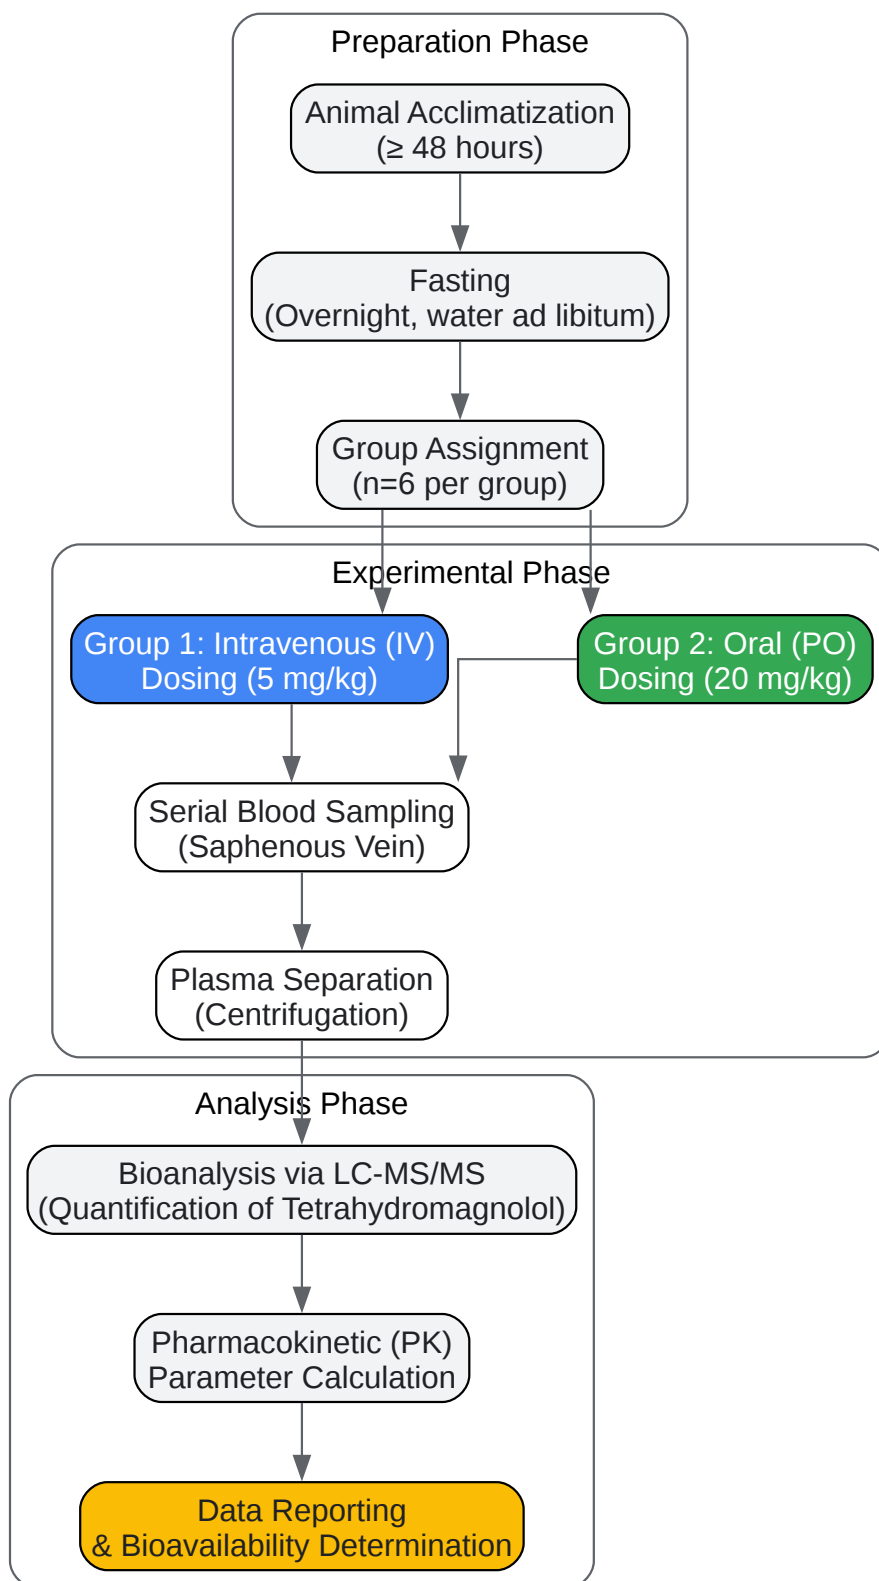 Preparation Phase
Animal Acclimatization
(≥ 48 hours)
Fasting
(Overnight, water ad libitum)
Group Assignment
(n=6 per group)
Experimental Phase
Group 1: Intravenous (IV)
Dosing (5 mg/kg)
Group 2: Oral (PO)
Dosing (20 mg/kg)
Serial Blood Sampling
(Saphenous Vein)
Plasma Separation
(Centrifugation)
Analysis Phase
Bioanalysis via LC-MS/MS
(Quantification of Tetrahydromagnolol)
Pharmacokinetic (PK)
Parameter Calculation
Data Reporting
& Bioavailability Determination